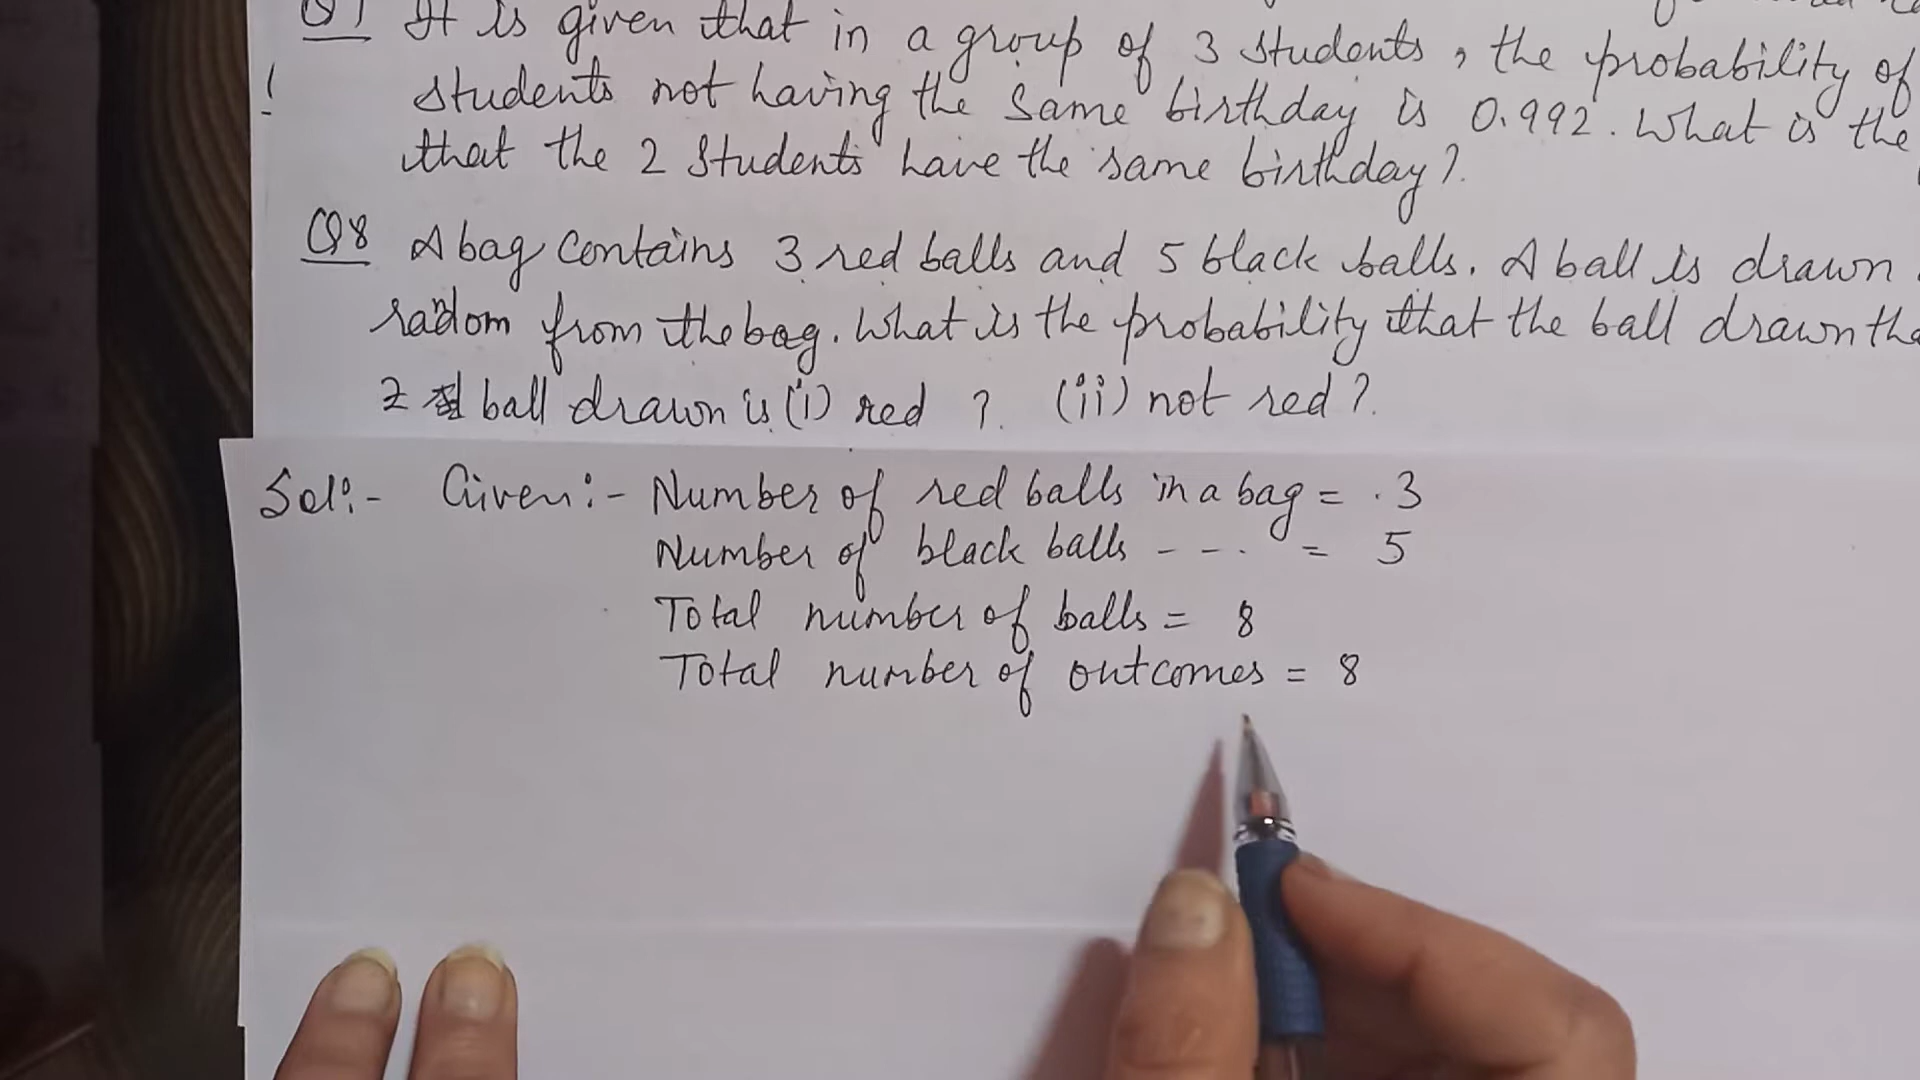 Q7 It is given that in a group of 3 students, the probability of
students not having the same birthday is 0.992. What is the
that the 2 students have the same birthday?
Q8 A bag contains 3 red balls and 5 black balls. A ball is drawn
random from the bag. What is the probability that the ball drawn tha
ball drawn is (i) red ? (ii) not red ?
Sol:- Given:- Number of red balls in a bag = 3
Number of black balls - - - = 5
Total number of balls = 8
Total number of outcomes = 8